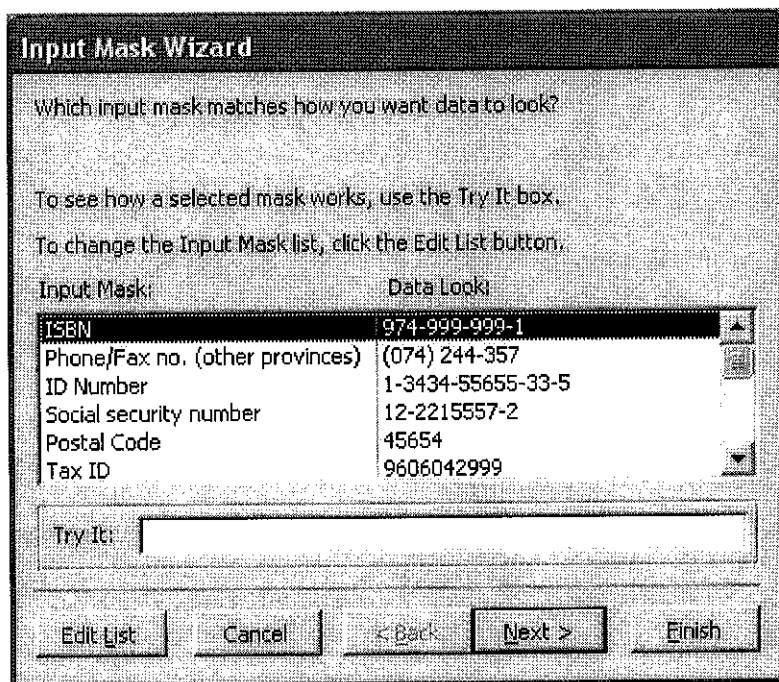 Input Mask Wizard
Which input mask matches how you want data to look?
To see how a selected mask works, use the Try It box.
To change the Input Mask list, click the Edit List button.
Input Mask: Data Look:
ISBN 974-999-999-1
Phone/Fax no. (other provinces) (074) 244-357
ID Number 1-3434-55655-33-5
Social security number 12-2215557-2
Postal Code 45654
Tax ID 9606042999
Try It:
Edit List Cancel < Back Next > Finish